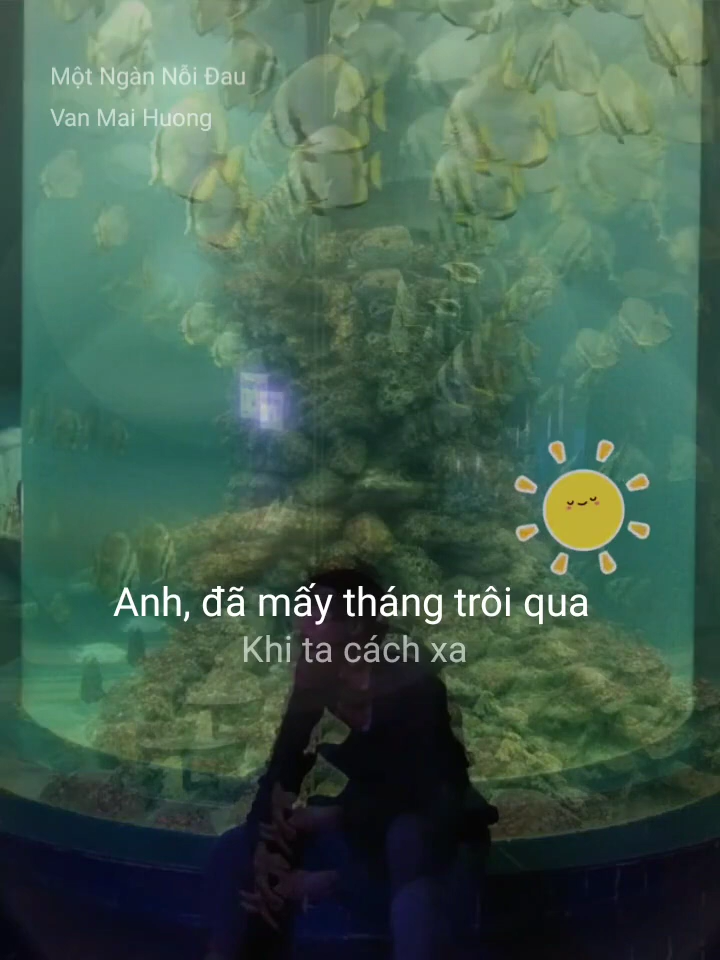 Một Ngàn Nỗi Đau
Van Mai Huong
Anh, đã mấy tháng trôi qua
Khi ta cách xa